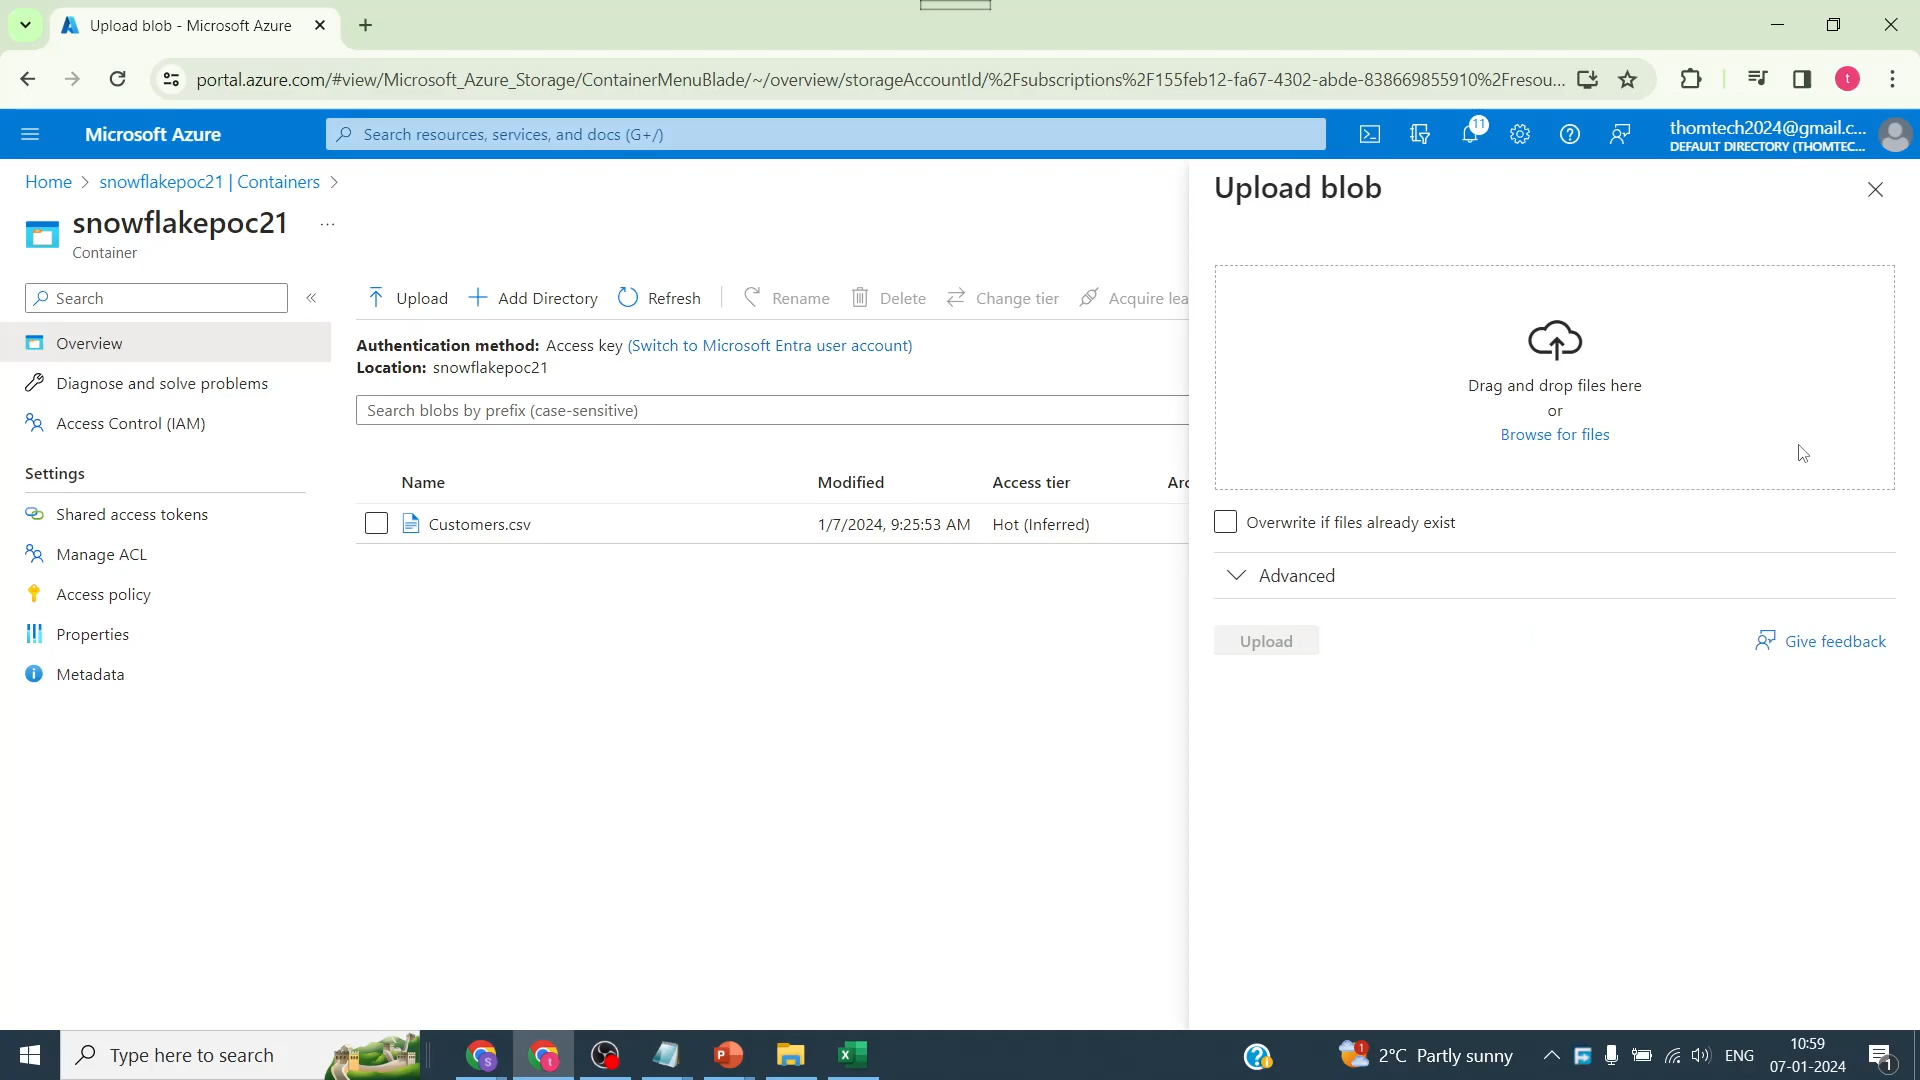 Upload blob - Microsoft Azure
portal.azure.com/#view/Microsoft_Azure_Storage/ContainerMenuBlade/~/overview/storageAccountId/%2Fsubscriptions%2F155feb12-fa67-4302-abde-838669855910%2Fresou...
t
Microsoft Azure
Search resources, services, and docs (G+/)
11
thomtech2024@gmail.c...
DEFAULT DIRECTORY (THOMTEC...
Home > snowflakepoc21 | Containers >
snowflakepoc21 ...
Container
Search
«
Overview
Diagnose and solve problems
Access Control (IAM)
Settings
Shared access tokens
Manage ACL
Access policy
Properties
Metadata
Upload
Add Directory
Refresh
Rename
Delete
Change tier
Acquire lea
Authentication method: Access key (Switch to Microsoft Entra user account)
Location: snowflakepoc21
Search blobs by prefix (case-sensitive)
Name Modified Access tier Arc
Customers.csv 1/7/2024, 9:25:53 AM Hot (Inferred)
Upload blob
Drag and drop files here
or
Browse for files
Overwrite if files already exist
Advanced
Upload
Give feedback
Type here to search
2°C Partly sunny
ENG
10:59
07-01-2024
1